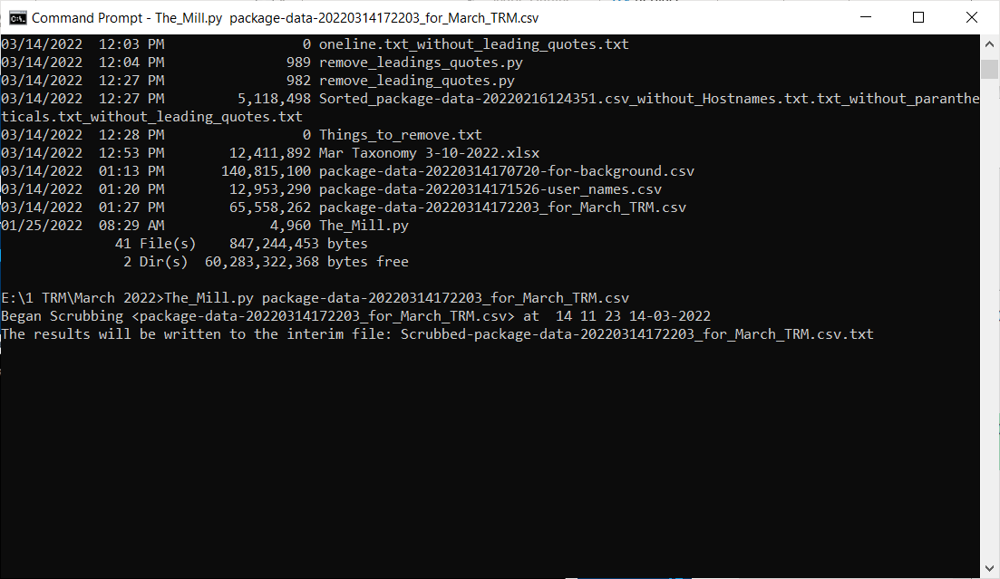 Command Prompt - The_Mill.py  package-data-20220314172203_for_March_TRM.csv
03/14/2022  12:03 PM                 0 oneline.txt_without_leading_quotes.txt
03/14/2022  12:04 PM               989 remove_leadings_quotes.py
03/14/2022  12:27 PM               982 remove_leading_quotes.py
03/14/2022  12:27 PM         5,118,498 Sorted_package-data-20220216124351.csv_without_Hostnames.txt.txt_without_paranthe
ticals.txt_without_leading_quotes.txt
03/14/2022  12:28 PM                 0 Things_to_remove.txt
03/14/2022  12:53 PM        12,411,892 Mar Taxonomy 3-10-2022.xlsx
03/14/2022  01:13 PM       140,815,100 package-data-20220314170720-for-background.csv
03/14/2022  01:20 PM        12,953,290 package-data-20220314171526-user_names.csv
03/14/2022  01:27 PM        65,558,262 package-data-20220314172203_for_March_TRM.csv
01/25/2022  08:29 AM             4,960 The_Mill.py
              41 File(s)    847,244,453 bytes
               2 Dir(s)  60,283,322,368 bytes free
E:\1 TRM\March 2022>The_Mill.py package-data-20220314172203_for_March_TRM.csv
Began Scrubbing <package-data-20220314172203_for_March_TRM.csv> at  14 11 23 14-03-2022
The results will be written to the interim file: Scrubbed-package-data-20220314172203_for_March_TRM.csv.txt